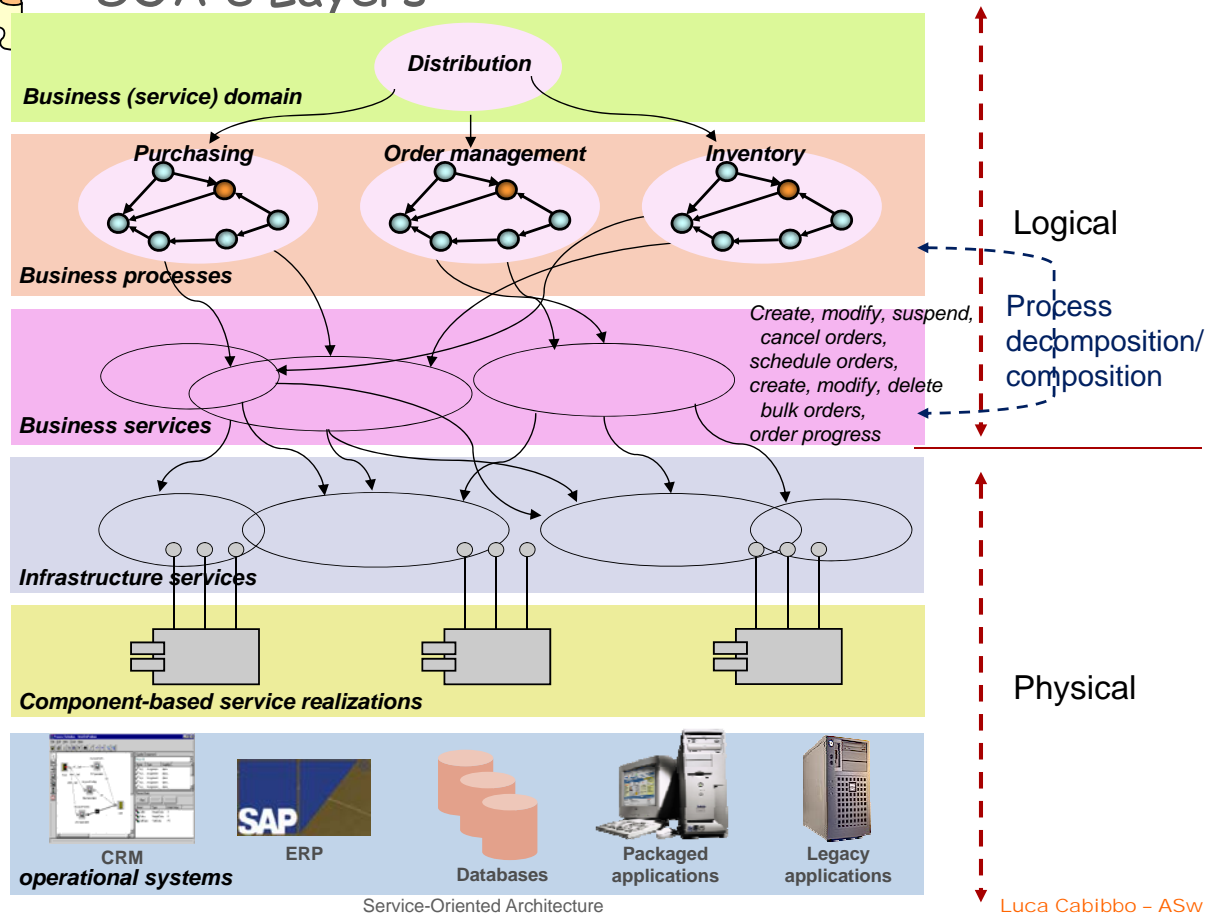 SOA's Layers
Distribution
Business (service) domain
Purchasing
Order management
Inventory
Business processes
Logical
Process
decomposition/
composition
Create, modify, suspend,
cancel orders,
schedule orders,
create, modify, delete
bulk orders,
order progress
Business services
Infrastructure services
Component-based service realizations
Physical
SAP
CRM
ERP
Databases
Packaged
applications
Legacy
applications
operational systems
Service-Oriented Architecture
Luca Cabibbo – ASw